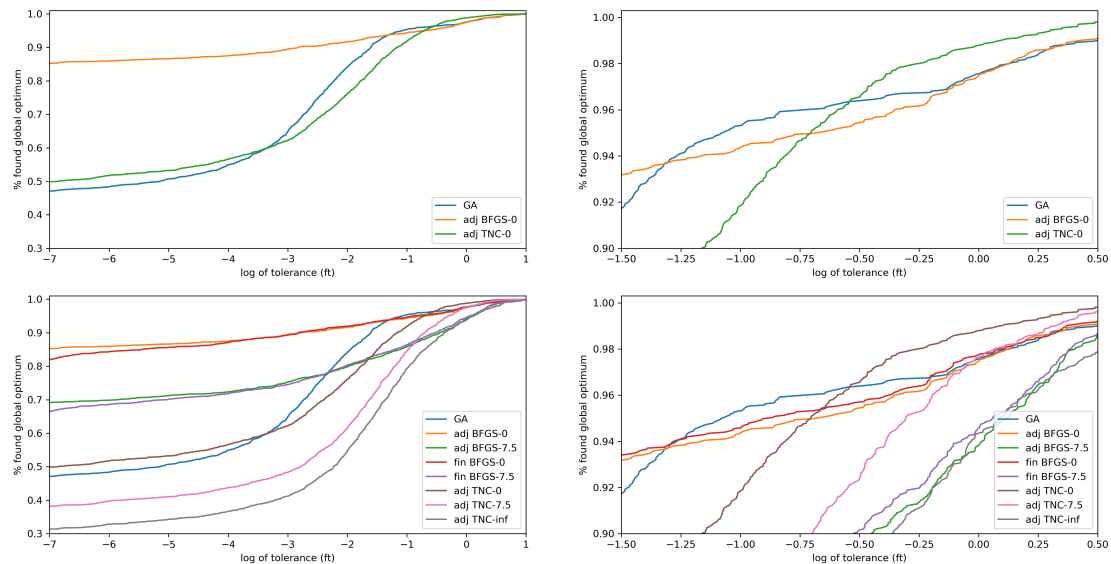 % found global optimum
1.0
0.9
0.8
0.7
0.6
0.5
0.4
0.3
GA
adj BFGS-0
adj TNC-0
−7 −6 −5 −4 −3 −2 −1 0 1
log of tolerance (ft)
% found global optimum
1.00
0.98
0.96
0.94
0.92
0.90
GA
adj BFGS-0
adj TNC-0
−1.50 −1.25 −1.00 −0.75 −0.50 −0.25 0.00 0.25 0.50
log of tolerance (ft)
% found global optimum
1.0
0.9
0.8
0.7
0.6
0.5
0.4
0.3
GA
adj BFGS-0
adj BFGS-7.5
fin BFGS-0
fin BFGS-7.5
adj TNC-0
adj TNC-7.5
adj TNC-inf
−7 −6 −5 −4 −3 −2 −1 0 1
log of tolerance (ft)
% found global optimum
1.00
0.98
0.96
0.94
0.92
0.90
GA
adj BFGS-0
adj BFGS-7.5
fin BFGS-0
fin BFGS-7.5
adj TNC-0
adj TNC-7.5
adj TNC-inf
−1.50 −1.25 −1.00 −0.75 −0.50 −0.25 0.00 0.25 0.50
log of tolerance (ft)